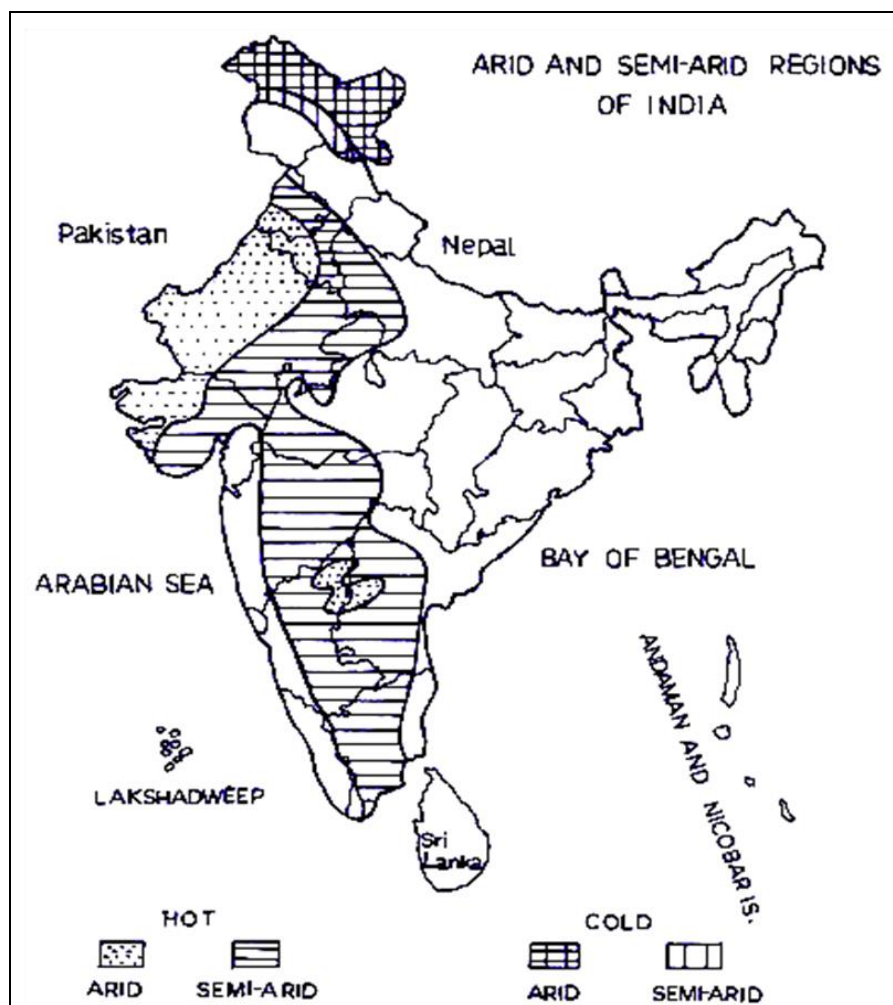 ARID AND SEMI-ARID REGIONS
OF INDIA
Pakistan
Nepal
ARABIAN SEA
BAY OF BENGAL
ANDAMAN AND NICOBAR IS.
LAKSHADWEEP
Sri
Lanka
HOT
COLD
ARID
SEMI-ARID
ARID
SEMI-ARID